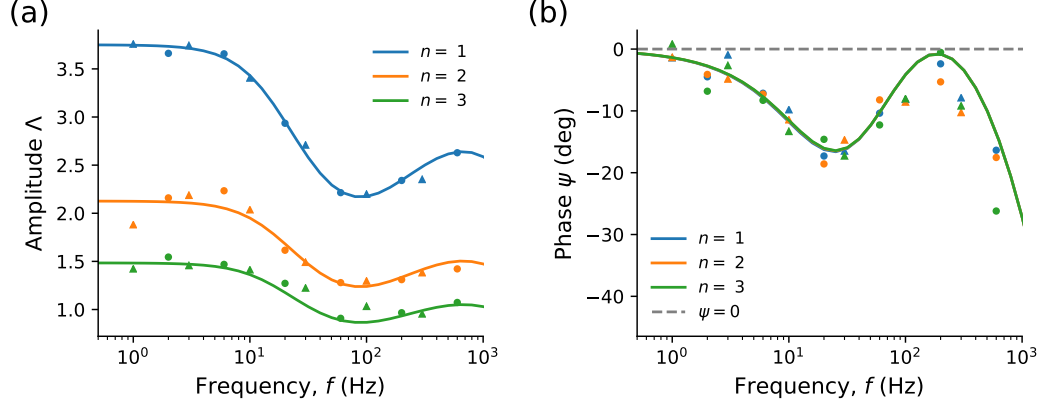 (a)
Amplitude Λ
3.5
3.0
2.5
2.0
1.5
1.0
n = 1
n = 2
n = 3
10⁰
10¹
10²
10³
Frequency, f (Hz)
(b)
Phase ψ (deg)
0
−10
−20
−30
−40
n = 1
n = 2
n = 3
ψ = 0
10⁰
10¹
10²
10³
Frequency, f (Hz)